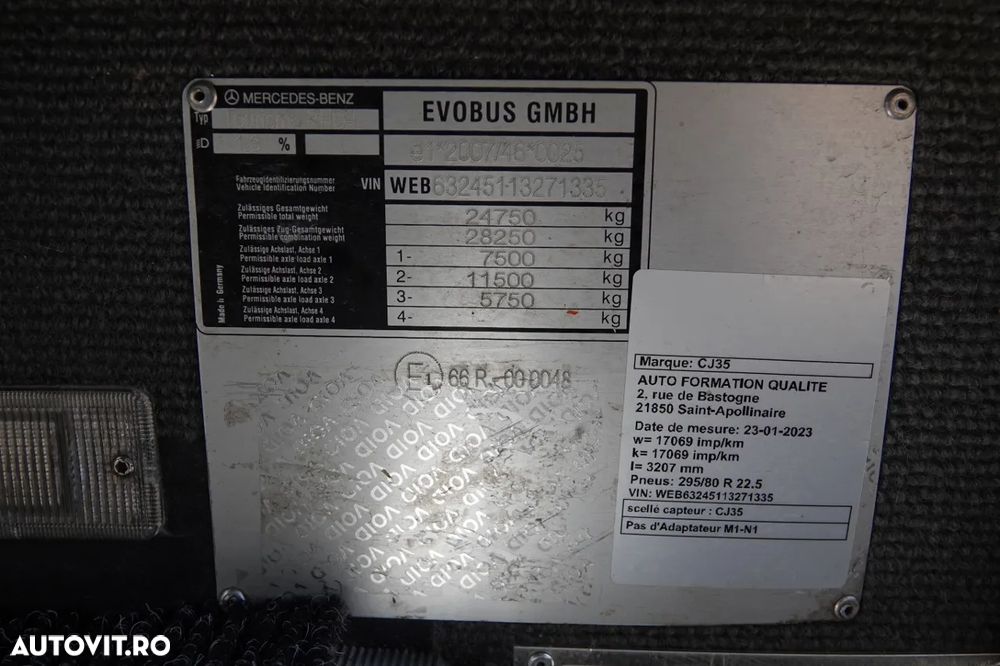 MERCEDES-BENZ
EVOBUS GMBH
Typ
%
e1*2007/46*0025
Fahrzeugidentifizierungsnummer
Vehicle Identification Number
VIN
WEB63245113271335
Zulässiges Gesamtgewicht
Permissible total weight
24750 kg
Zulässiges Zug-Gesamtgewicht
Permissible combination weight
28250 kg
Zulässige Achslast, Achse 1
Permissible axle load axle 1
1- 7500 kg
Zulässige Achslast, Achse 2
Permissible axle load axle 2
2- 11500 kg
Zulässige Achslast, Achse 3
Permissible axle load axle 3
3- 5750 kg
Zulässige Achslast, Achse 4
Permissible axle load axle 4
4- kg
Made in Germany
E1 66 R-00 0048
VOID
Marque: CJ35
AUTO FORMATION QUALITE
2, rue de Bastogne
21850 Saint-Apollinaire
Date de mesure: 23-01-2023
w= 17069 imp/km
k= 17069 imp/km
l= 3207 mm
Pneus: 295/80 R 22.5
VIN: WEB63245113271335
scellé capteur : CJ35
Pas d'Adaptateur M1-N1
AUTOVIT.RO